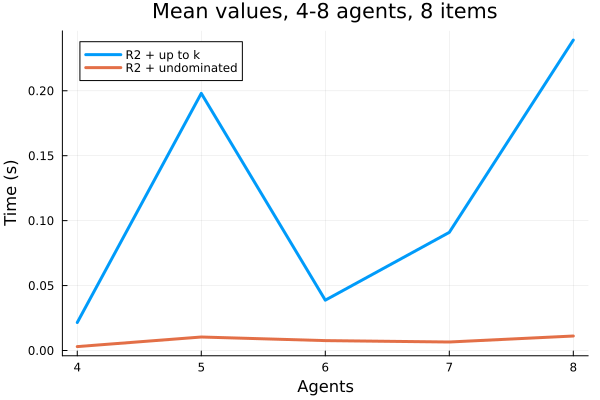 Mean values, 4-8 agents, 8 items
R2 + up to k
R2 + undominated
Time (s)
0.20
0.15
0.10
0.05
0.00
4 5 6 7 8
Agents